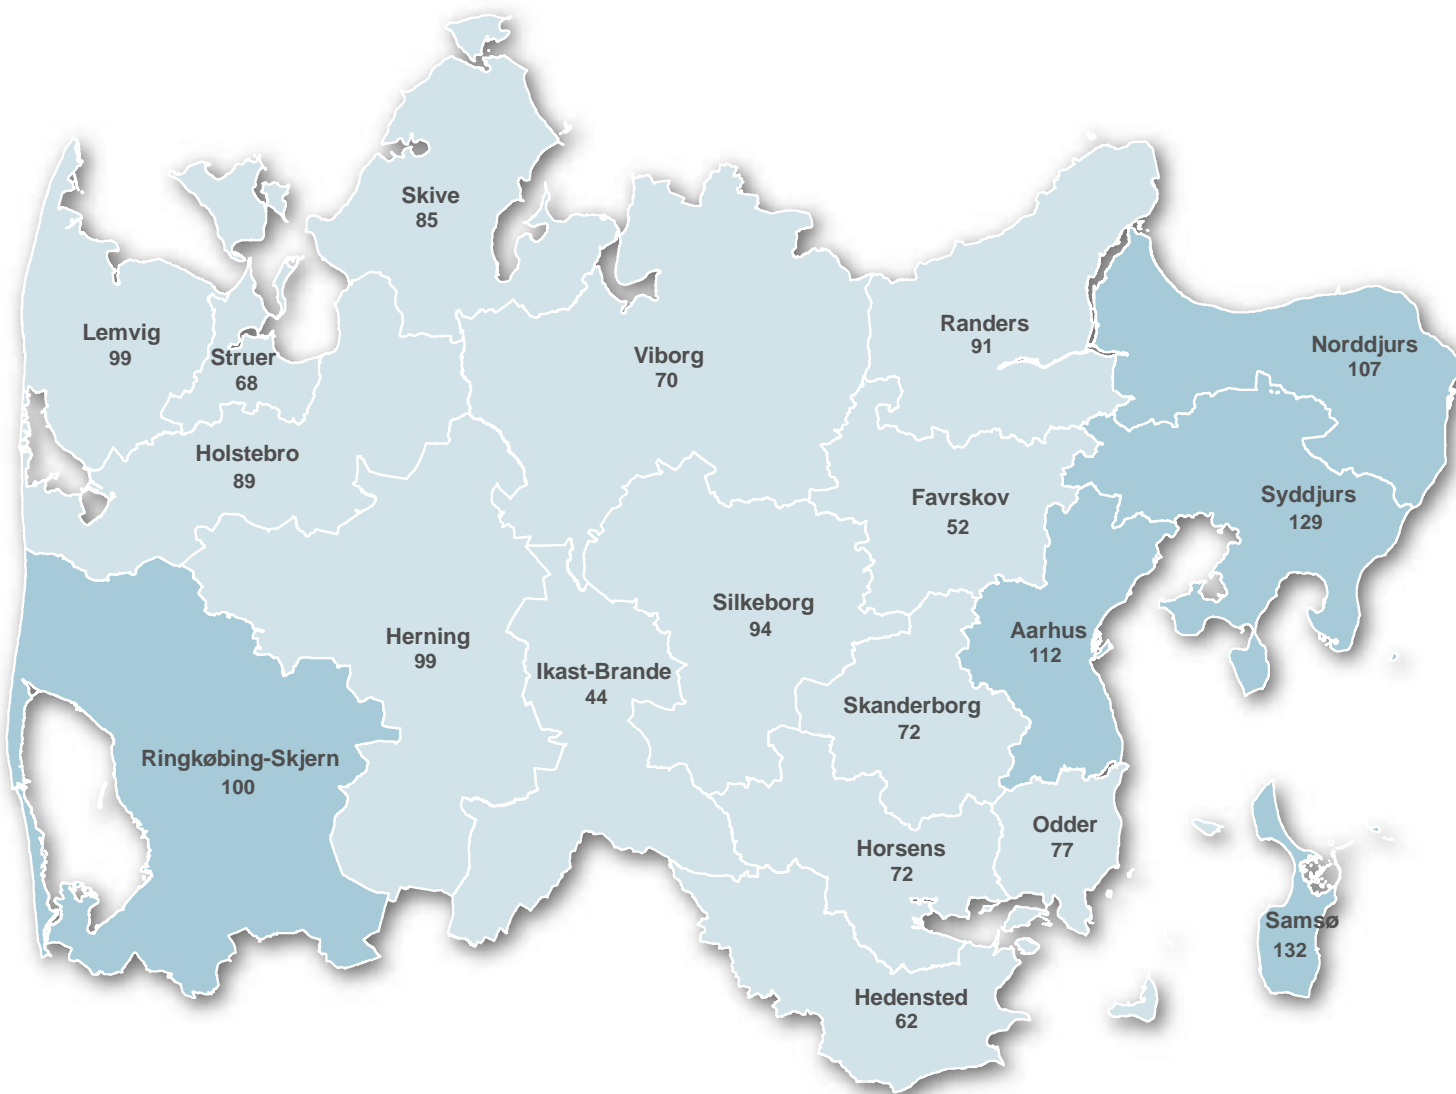 Skive
85
Lemvig
99
Struer
68
Viborg
70
Randers
91
Norddjurs
107
Holstebro
89
Favrskov
52
Syddjurs
129
Silkeborg
94
Herning
99
Aarhus
112
Ikast-Brande
44
Skanderborg
72
Ringkøbing-Skjern
100
Odder
77
Horsens
72
Samsø
132
Hedensted
62